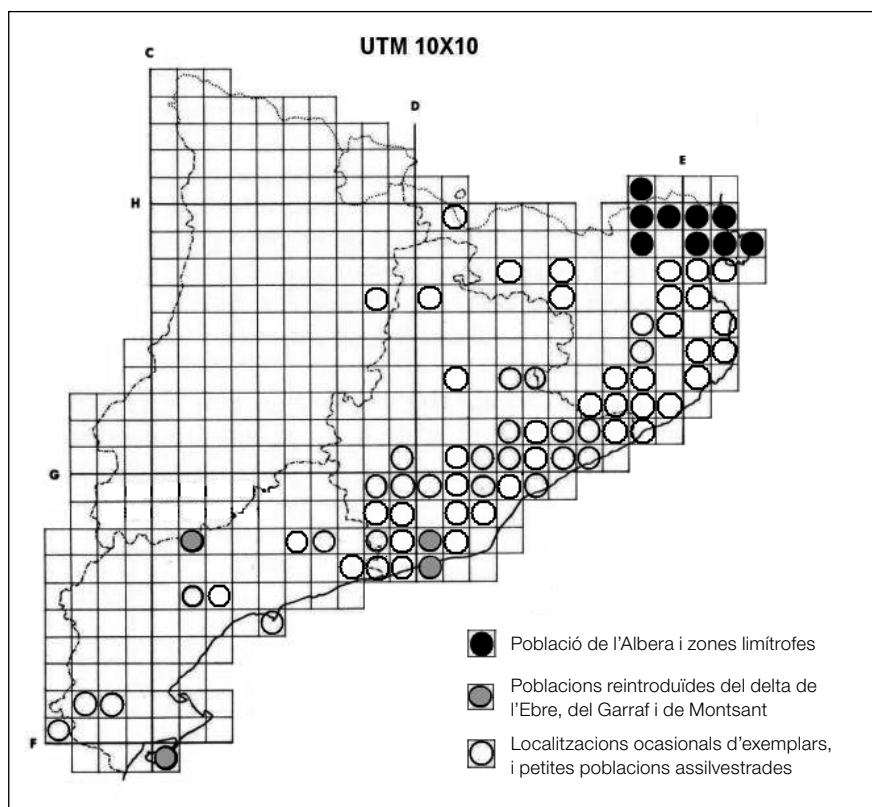 UTM 10X10
C
D
E
H
G
F
Població de l'Albera i zones limítrofes
Poblacions reintroduïdes del delta de
l'Ebre, del Garraf i de Montsant
Localitzacions ocasionals d'exemplars,
i petites poblacions assilvestrades